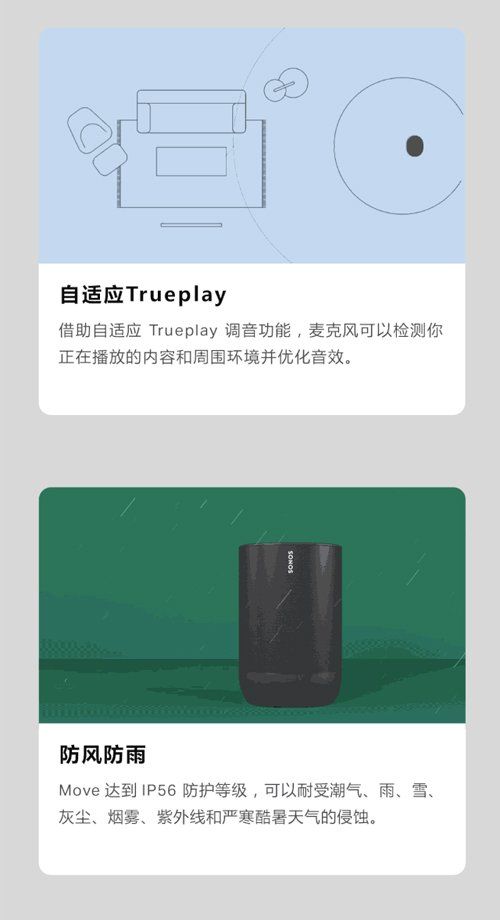 自适应Trueplay
借助自适应 Trueplay 调音功能，麦克风可以检测你
正在播放的内容和周围环境并优化音效。
SONOS
防风防雨
Move 达到 IP56 防护等级，可以耐受潮气、雨、雪、
灰尘、烟雾、紫外线和严寒酷暑天气的侵蚀。